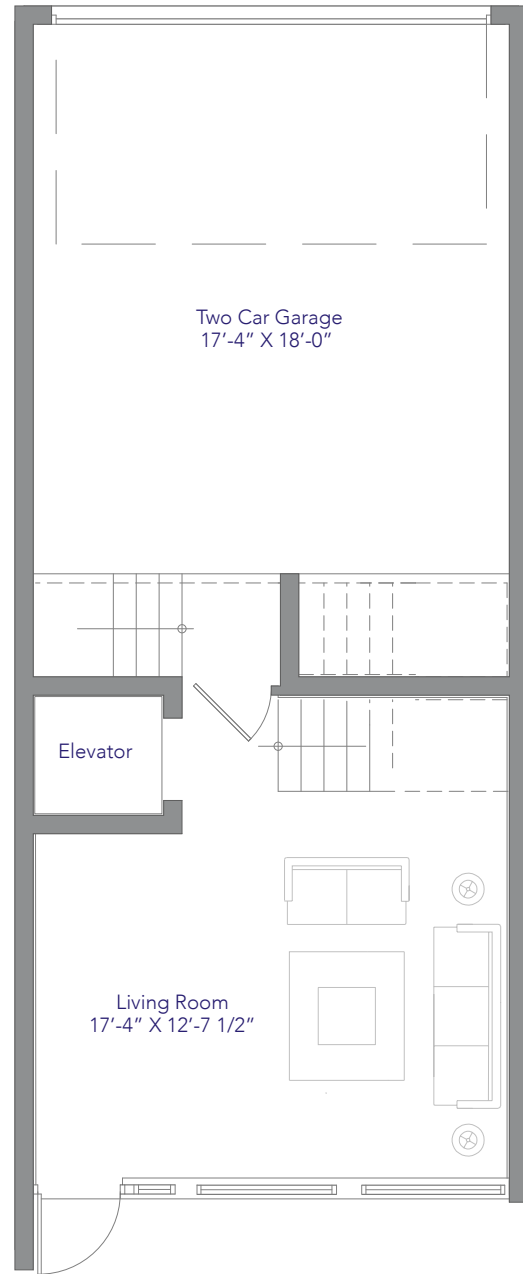 Two Car Garage
17’-4” X 18’-0”
Elevator
Living Room
17’-4” X 12’-7 1/2”